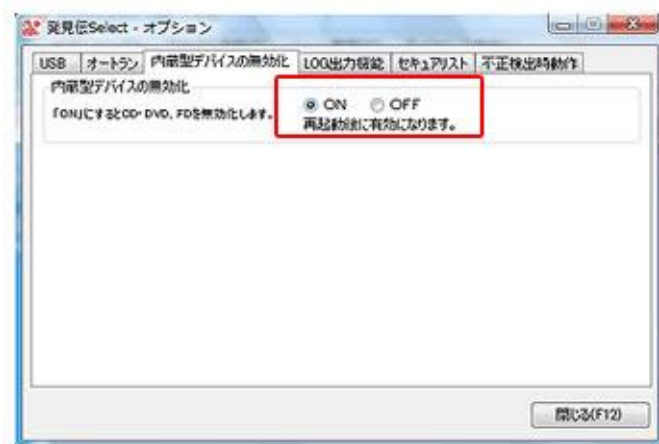 発見伝Select - オプション
USB オートラン 内蔵型デバイスの無効化 LOG出力機能 セキュアリスト 不正検出時動作
内蔵型デバイスの無効化
「ON」にするとCD・DVD、FDを無効化します。 ON OFF
再起動後に有効になります。
閉じる(F12)